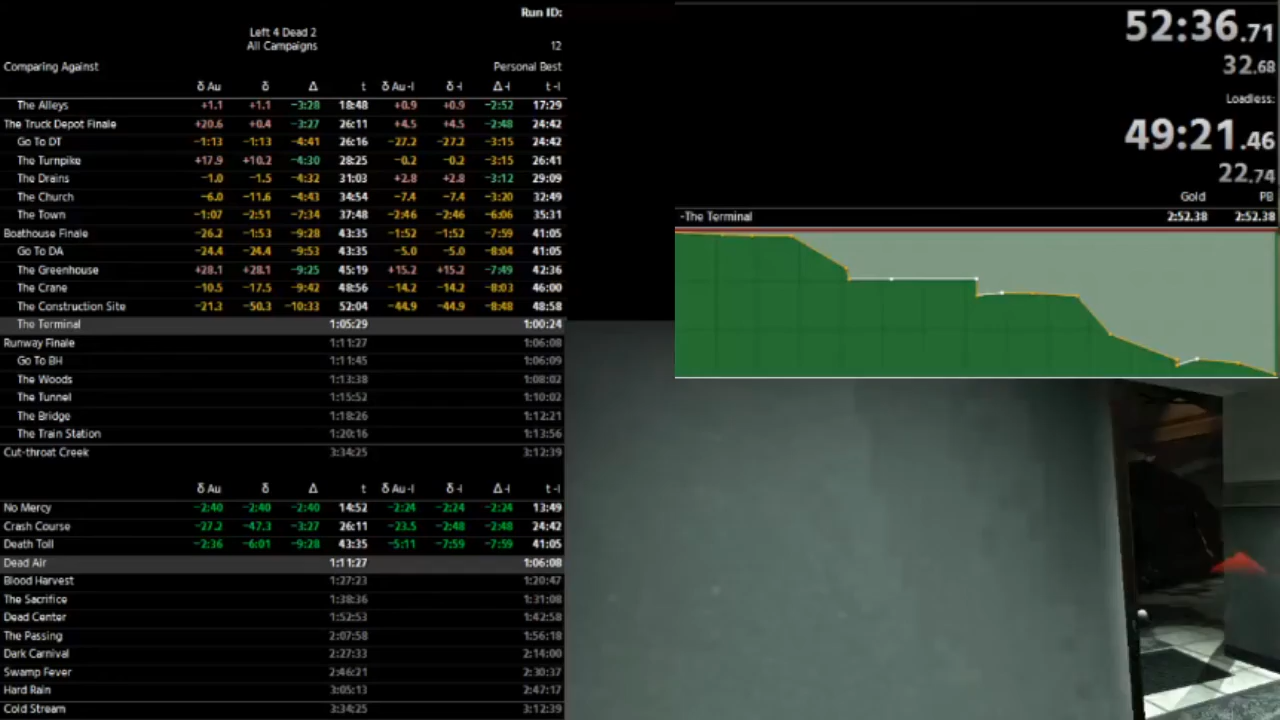 Run ID:
Left 4 Dead 2
All Campaigns
12
Comparing Against Personal Best
δ Au δ Δ t δ Au -l δ -l Δ -l t -l
The Alleys +1.1 +1.1 −3:28 18:48 +0.9 +0.9 −2:52 17:29
The Truck Depot Finale +20.6 +0.4 −3:27 26:11 +4.5 +4.5 −2:48 24:42
Go To DT −1:13 −1:13 −4:41 26:16 −27.2 −27.2 −3:15 24:42
The Turnpike +17.9 +10.2 −4:30 28:25 −0.2 −0.2 −3:15 26:41
The Drains −1.0 −1.5 −4:32 31:03 +2.8 +2.8 −3:12 29:09
The Church −6.0 −11.6 −4:43 34:54 −7.4 −7.4 −3:20 32:49
The Town −1:07 −2:51 −7:34 37:48 −2:46 −2:46 −6:06 35:31
Boathouse Finale −26.2 −1:53 −9:28 43:35 −1:52 −1:52 −7:59 41:05
Go To DA −24.4 −24.4 −9:53 43:35 −5.0 −5.0 −8:04 41:05
The Greenhouse +28.1 +28.1 −9:25 45:19 +15.2 +15.2 −7:49 42:36
The Crane −10.5 −17.5 −9:42 48:56 −14.2 −14.2 −8:03 46:00
The Construction Site −21.3 −50.3 −10:33 52:04 −44.9 −44.9 −8:48 48:58
The Terminal 1:05:29 1:00:24
Runway Finale 1:11:27 1:06:08
Go To BH 1:11:45 1:06:09
The Woods 1:13:38 1:08:02
The Tunnel 1:15:52 1:10:02
The Bridge 1:18:26 1:12:21
The Train Station 1:20:16 1:13:56
Cut-throat Creek 3:34:25 3:12:39
δ Au δ Δ t δ Au -l δ -l Δ -l t -l
No Mercy −2:40 −2:40 −2:40 14:52 −2:24 −2:24 −2:24 13:49
Crash Course −27.2 −47.3 −3:27 26:11 −23.5 −2:48 −2:48 24:42
Death Toll −2:36 −6:01 −9:28 43:35 −5:11 −7:59 −7:59 41:05
Dead Air 1:11:27 1:06:08
Blood Harvest 1:27:23 1:20:47
The Sacrifice 1:38:36 1:31:08
Dead Center 1:52:53 1:42:58
The Passing 2:07:58 1:56:18
Dark Carnival 2:27:33 2:14:00
Swamp Fever 2:46:21 2:30:37
Hard Rain 3:05:13 2:47:17
Cold Stream 3:34:25 3:12:39
52:36.71
32.68
Loadless:
49:21.46
22.74
Gold PB
-The Terminal 2:52.38 2:52.38